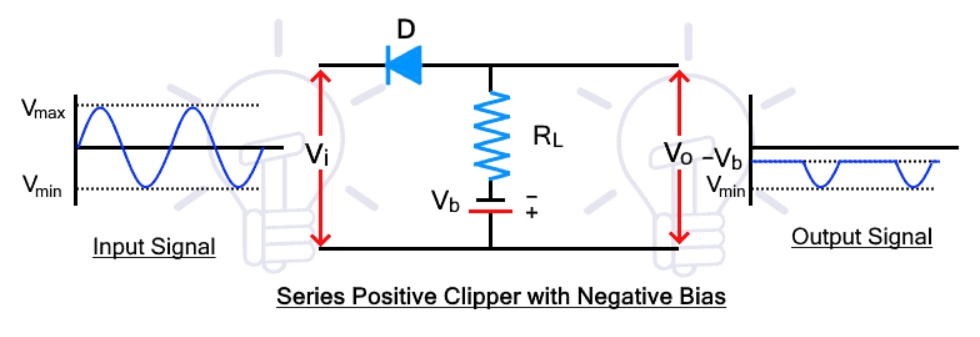 D
Vmax
Vmin
Input Signal
Vi
RL
Vb
−
+
Vo
−Vb
Vmin
Output Signal
Series Positive Clipper with Negative Bias